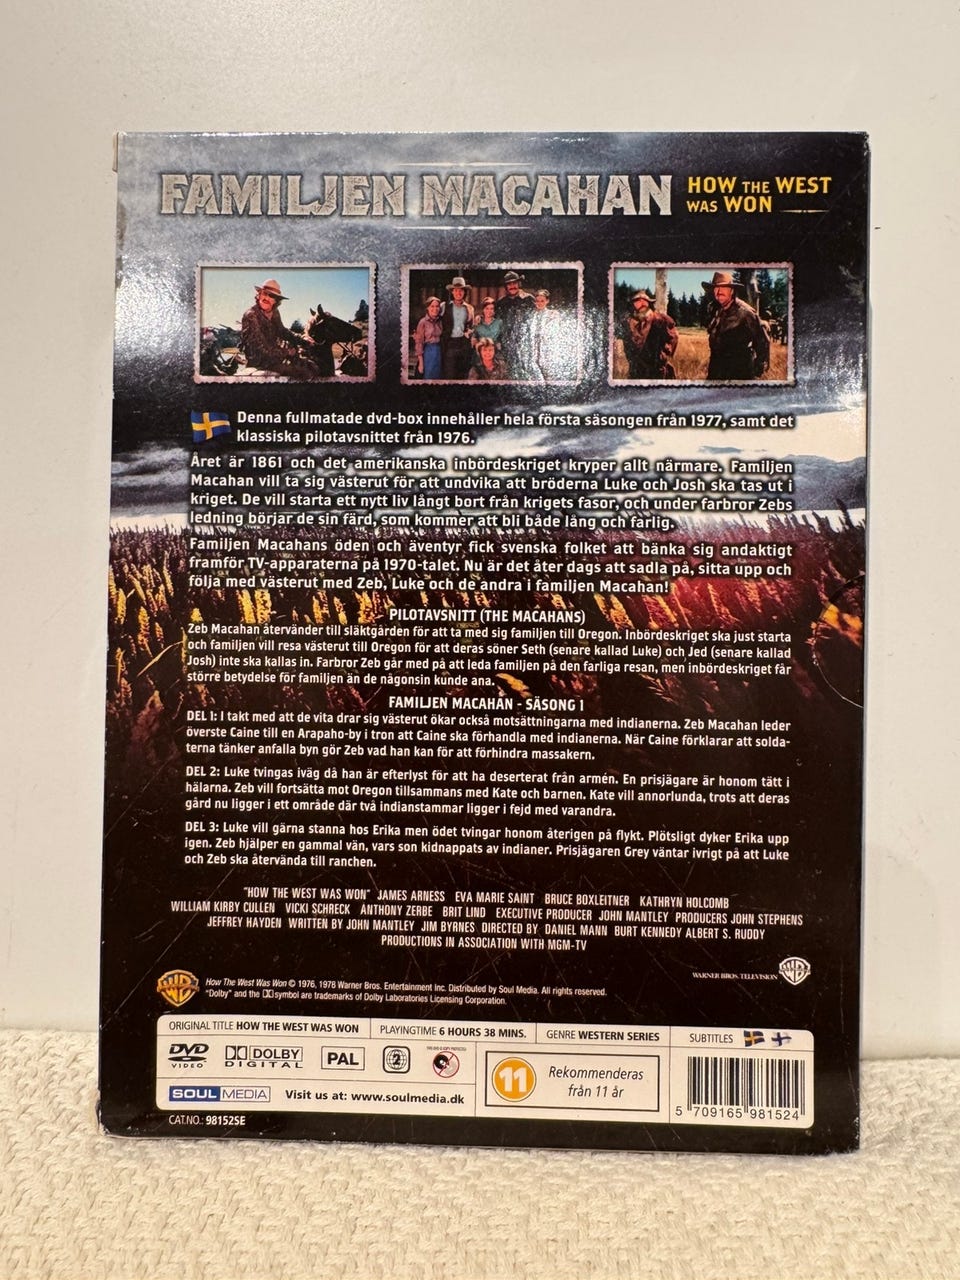 FAMILJEN MACAHAN HOW THE WEST WAS WON
Denna fullmatade dvd-box innehåller hela första säsongen från 1977, samt det
klassiska pilotavsnittet från 1976.
Året är 1861 och det amerikanska inbördeskriget kryper allt närmare. Familjen
Macahan vill ta sig västerut för att undvika att bröderna Luke och Josh ska tas ut i
kriget. De vill starta ett nytt liv långt bort från krigets fasor, och under farbror Zebs
ledning börjar de sin färd, som kommer att bli både lång och farlig.
Familjen Macahans öden och äventyr fick svenska folket att bänka sig andaktigt
framför TV-apparaterna på 1970-talet. Nu är det åter dags att sadla på, sitta upp och
följa med västerut med Zeb, Luke och de andra i familjen Macahan!
PILOTAVSNITT (THE MACAHANS)
Zeb Macahan återvänder till släktgården för att ta med sig familjen till Oregon. Inbördeskriget ska just starta
och familjen vill resa västerut till Oregon för att deras söner Seth (senare kallad Luke) och Jed (senare kallad
Josh) inte ska kallas in. Farbror Zeb går med på att leda familjen på den farliga resan, men inbördeskriget får
större betydelse för familjen än de någonsin kunde ana.
FAMILJEN MACAHAN - SÄSONG 1
DEL 1: I takt med att de vita drar sig västerut ökar också motsättningarna med indianerna. Zeb Macahan leder
överste Caine till en Arapaho-by i tron att Caine ska förhandla med indianerna. När Caine förklarar att solda-
terna tänker anfalla byn gör Zeb vad han kan för att förhindra massakern.
DEL 2: Luke tvingas iväg då han är efterlyst för att ha deserterat från armén. En prisjägare är honom tätt i
hälarna. Zeb vill fortsätta mot Oregon tillsammans med Kate och barnen. Kate vill annorlunda, trots att deras
gård nu ligger i ett område där två indianstammar ligger i fejd med varandra.
DEL 3: Luke vill gärna stanna hos Erika men ödet tvingar honom återigen på flykt. Plötsligt dyker Erika upp
igen. Zeb hjälper en gammal vän, vars son kidnappats av indianer. Prisjägaren Grey väntar ivrigt på att Luke
och Zeb ska återvända till ranchen.
"HOW THE WEST WAS WON" JAMES ARNESS EVA MARIE SAINT BRUCE BOXLEITNER KATHRYN HOLCOMB
WILLIAM KIRBY CULLEN VICKI SCHRECK ANTHONY ZERBE BRIT LIND EXECUTIVE PRODUCER JOHN MANTLEY PRODUCERS JOHN STEPHENS
JEFFREY HAYDEN WRITTEN BY JOHN MANTLEY JIM BYRNES DIRECTED BY DANIEL MANN BURT KENNEDY ALBERT S. RUDDY
PRODUCTIONS IN ASSOCIATION WITH MGM-TV
WARNER BROS. TELEVISION
How The West Was Won © 1976, 1978 Warner Bros. Entertainment Inc. Distributed by Soul Media. All rights reserved.
"Dolby" and the symbol are trademarks of Dolby Laboratories Licensing Corporation.
ORIGINAL TITLE HOW THE WEST WAS WON PLAYINGTIME 6 HOURS 38 MINS. GENRE WESTERN SERIES SUBTITLES
DVD VIDEO DOLBY DIGITAL PAL 2
11 Rekommenderas
från 11 år
SOUL MEDIA Visit us at: www.soulmedia.dk
5 709165 981524
CAT.NO.: 98152SE